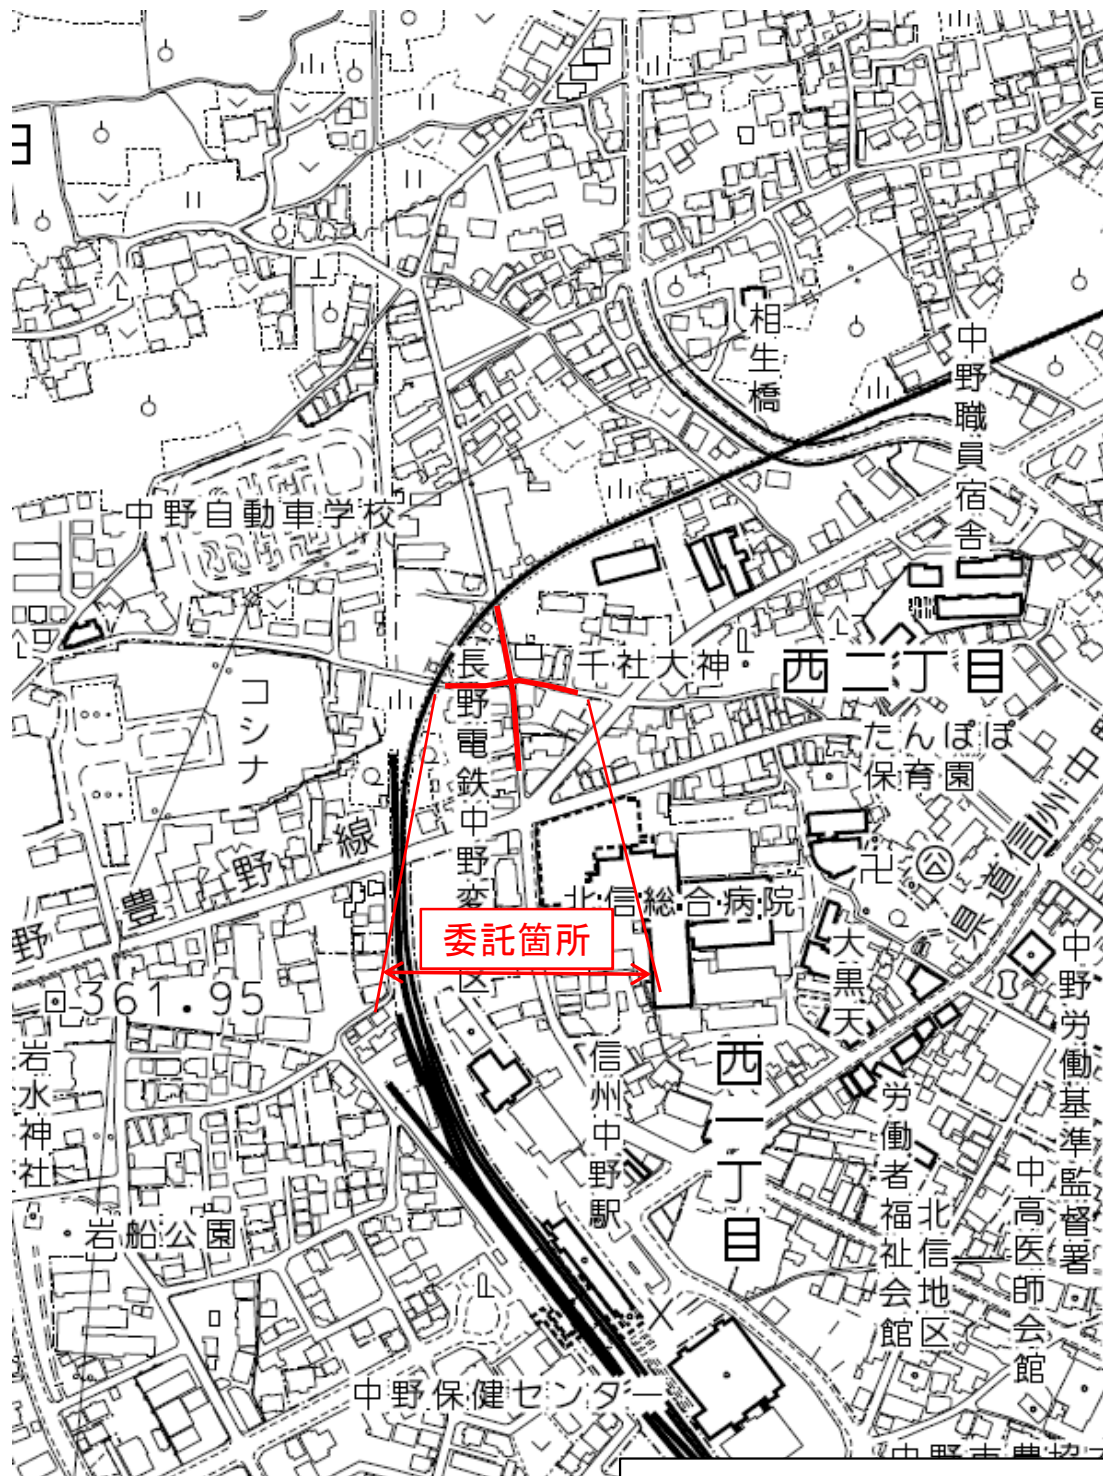 田
相生橋
中野職員宿舎
中野自動車学校
千社大神
西二丁目
長野電鉄中野変電区
コシナ
たんぽぽ
保育園
豊野線
野
県道信州中
北信総合病院
委託箇所
大黒天
361.95
岩水神社
信州中野駅
西一丁目
中野労働基準監督署
労働者福祉会館
北信地区
中高医師会館
岩船公園
中野保健センター